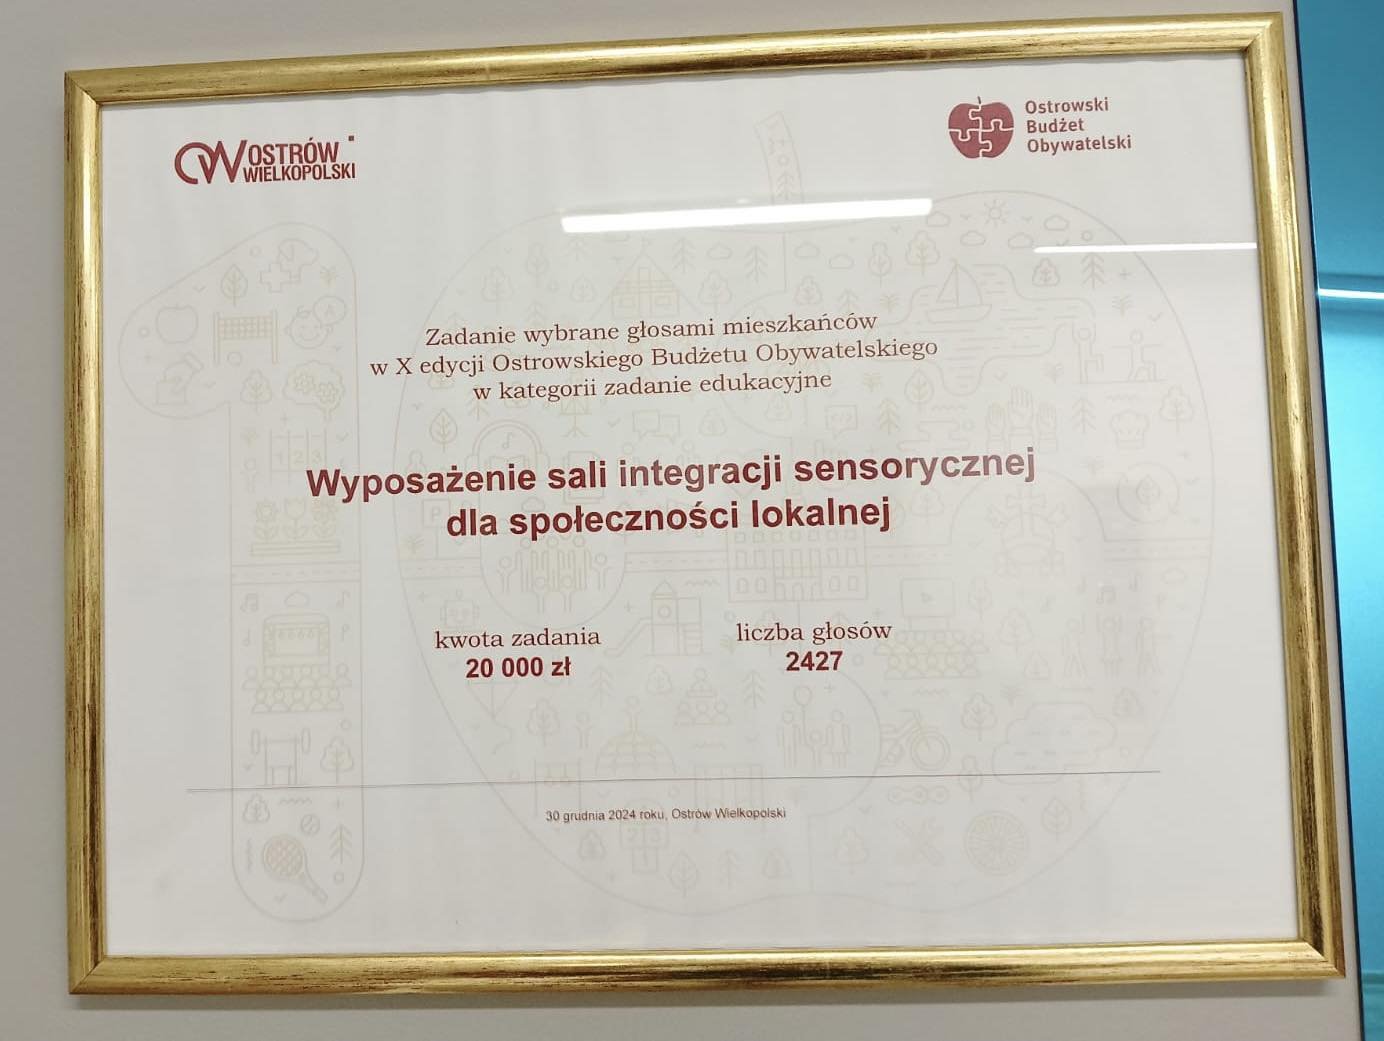 OSTRÓW
WIELKOPOLSKI
Ostrowski
Budżet
Obywatelski
Zadanie wybrane głosami mieszkańców
w X edycji Ostrowskiego Budżetu Obywatelskiego
w kategorii zadanie edukacyjne
Wyposażenie sali integracji sensorycznej
dla społeczności lokalnej
kwota zadania
20 000 zł
liczba głosów
2427
30 grudnia 2024 roku, Ostrów Wielkopolski